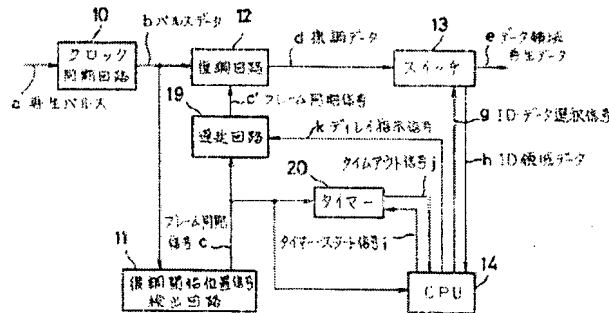 10
b パルスデータ
12
d 復調データ
13
e データ領域
再生データ
クロック
同期回路
復調回路
スイッチ
a 再生パルス
19
c' フレーム同期信号
g ID-データ選択信号
選択回路
k ディレイ指示信号
h ID領域データ
20
タイムアウト信号 j
タイマー
フレーム同期
信号 c
タイマースタート信号 i
11
14
復調開始位置信号
検出回路
CPU